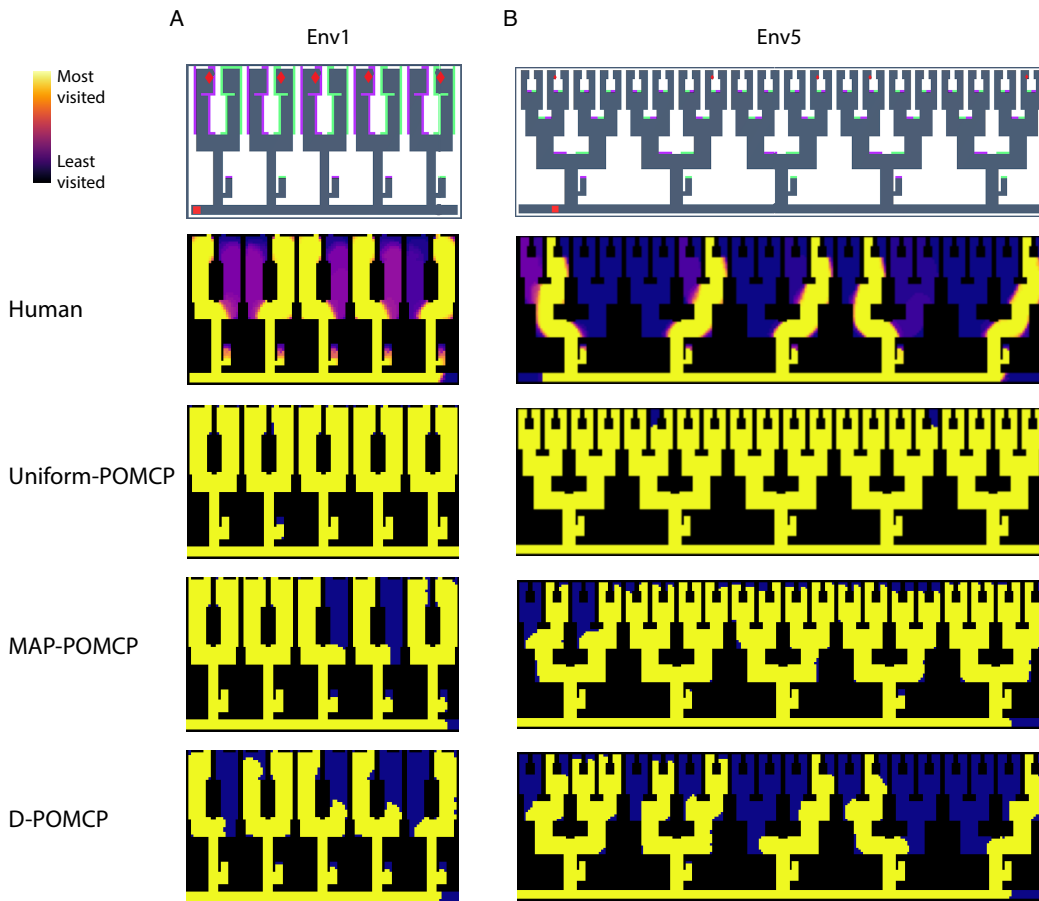 A
B
Env1
Env5
Most
visited
Least
visited
Human
Uniform-POMCP
MAP-POMCP
D-POMCP